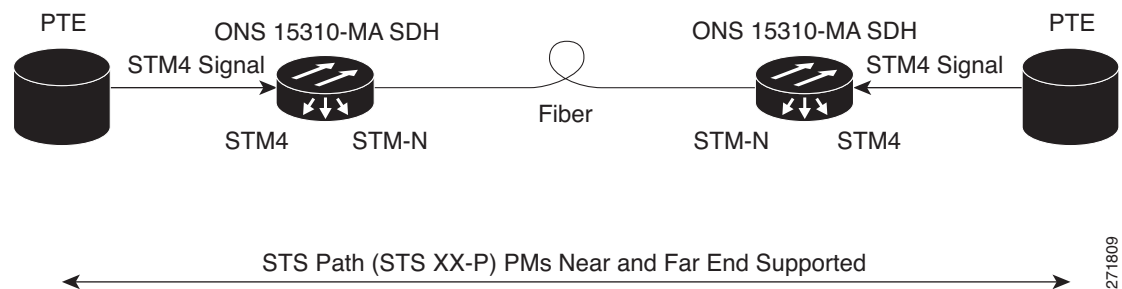 PTE
ONS 15310-MA SDH
ONS 15310-MA SDH
PTE
STM4 Signal
STM4 Signal
Fiber
STM4
STM-N
STM-N
STM4
STS Path (STS XX-P) PMs Near and Far End Supported
271809